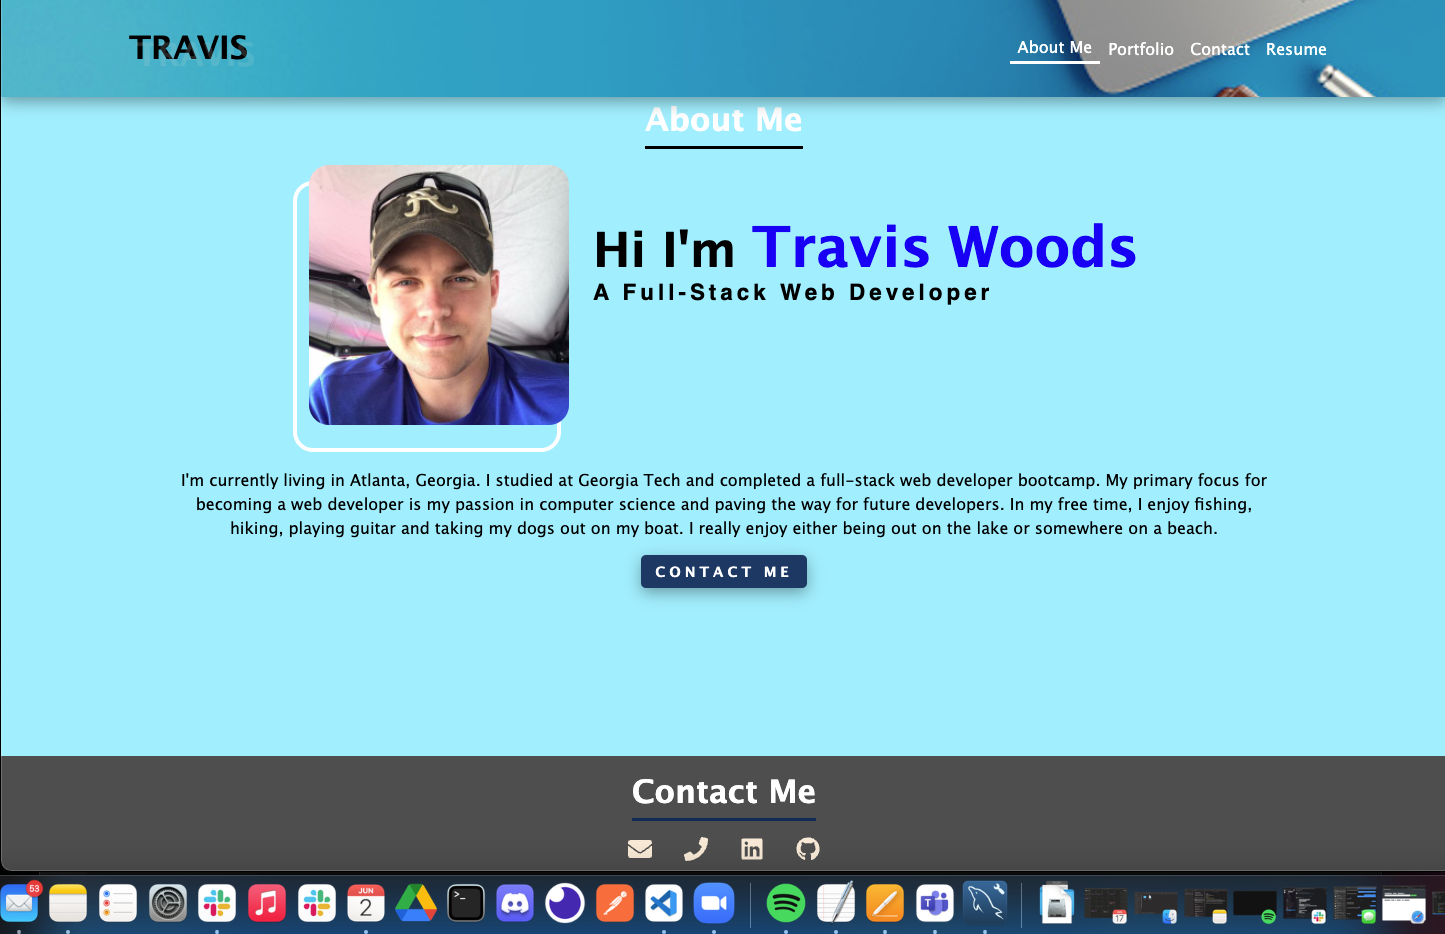 TRAVIS
About Me Portfolio Contact Resume
About Me
Hi I'm Travis Woods
A Full-Stack Web Developer
I'm currently living in Atlanta, Georgia. I studied at Georgia Tech and completed a full-stack web developer bootcamp. My primary focus for
becoming a web developer is my passion in computer science and paving the way for future developers. In my free time, I enjoy fishing,
hiking, playing guitar and taking my dogs out on my boat. I really enjoy either being out on the lake or somewhere on a beach.
CONTACT ME
Contact Me
53
JUN
2
17